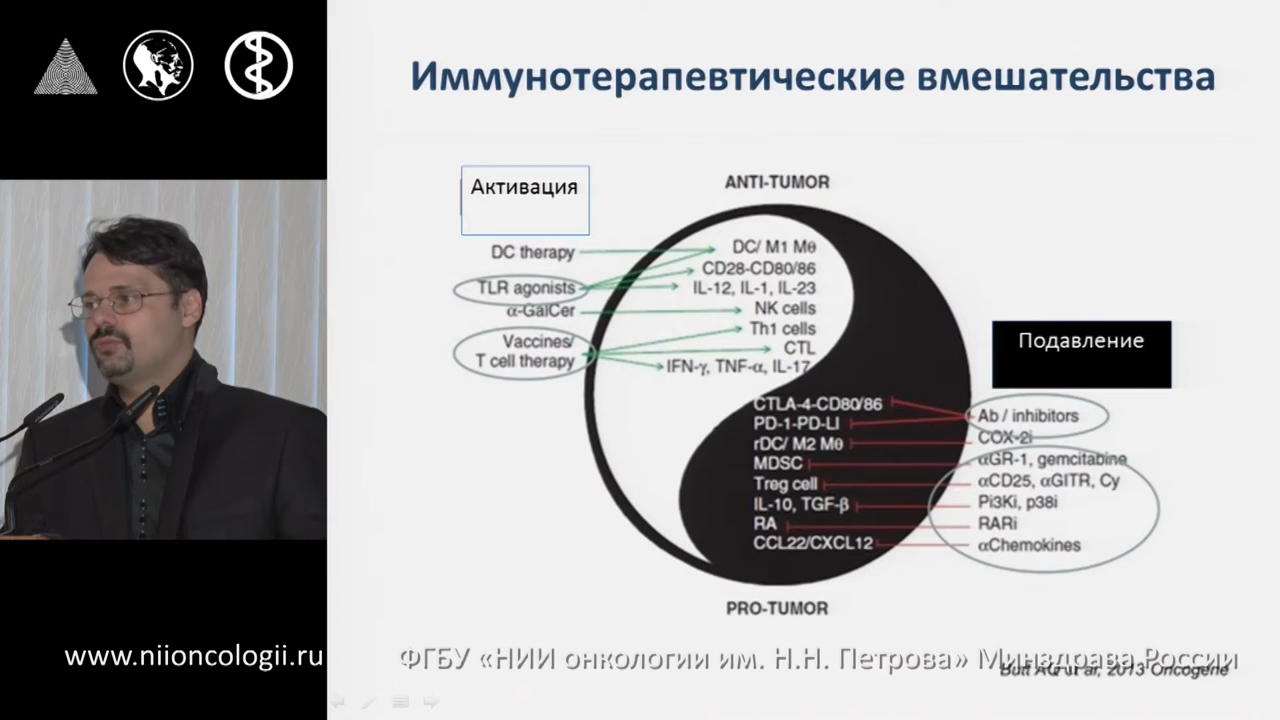 Иммунотерапевтические вмешательства
Активация
ANTI-TUMOR
DC therapy
TLR agonists
α-GalCer
Vaccines/
T cell therapy
DC/ M1 Mθ
CD28-CD80/86
IL-12, IL-1, IL-23
NK cells
Th1 cells
CTL
IFN-γ, TNF-α, IL-17
Подавление
CTLA-4-CD80/86
PD-1-PD-LI
rDC/ M2 Mθ
MDSC
Treg cell
IL-10, TGF-β
RA
CCL22/CXCL12
Ab / inhibitors
COX-2i
αGR-1, gemcitabine
αCD25, αGITR, Cy
Pi3Ki, p38i
RARi
αChemokines
PRO-TUMOR
www.niioncologii.ru
ФГБУ «НИИ онкологии им. Н.Н. Петрова» Минздрава России
Butt AQ al, 2013 Oncogene